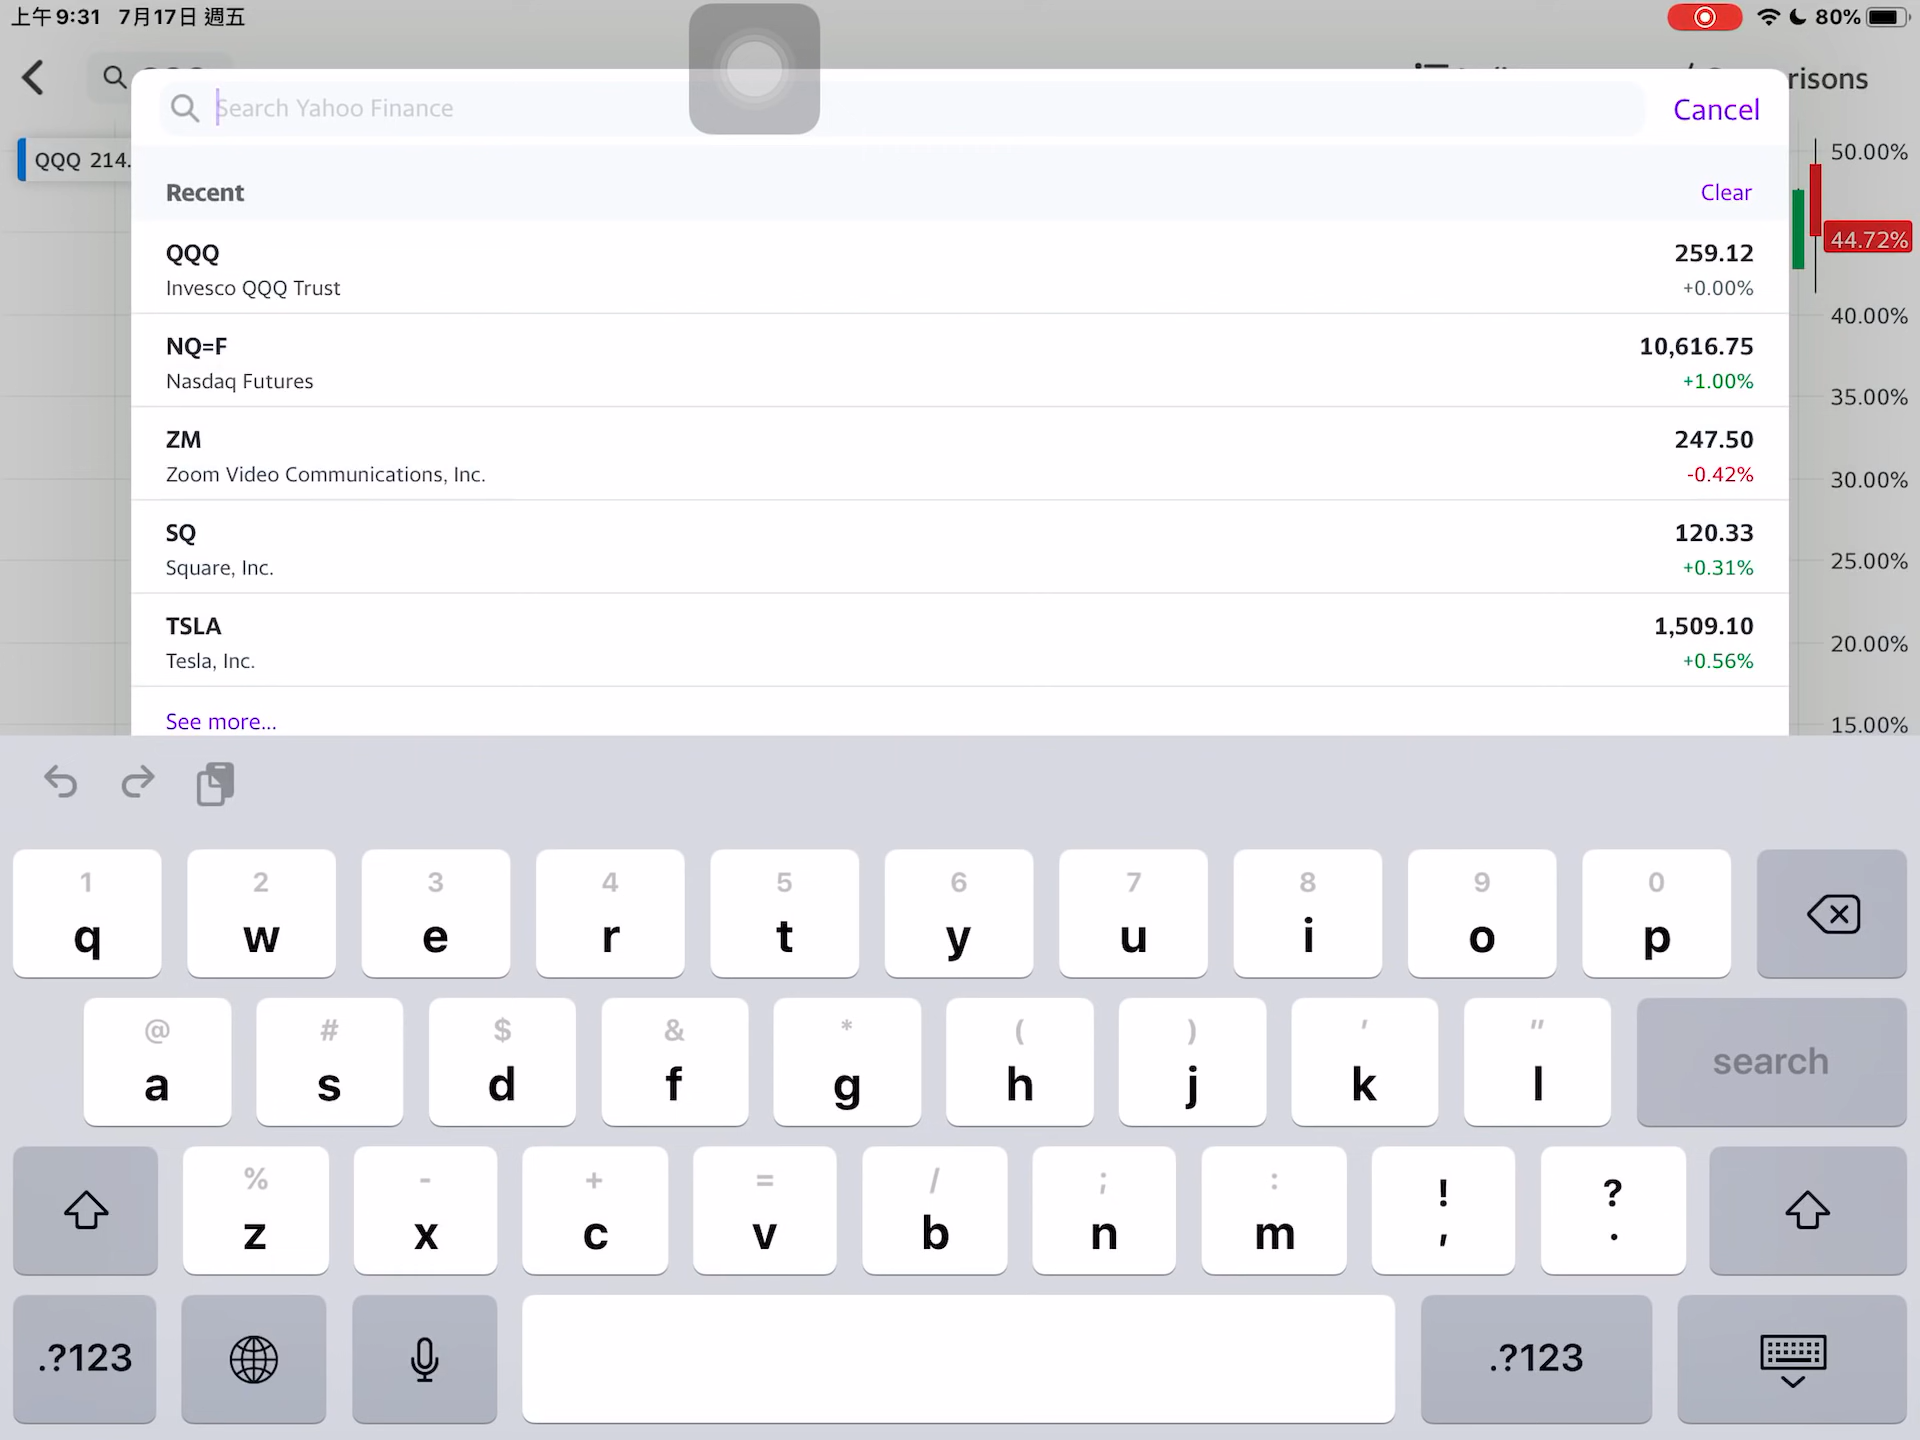 上午9:31 7月17日 週五
80%
risons
Search Yahoo Finance
Cancel
QQQ 214.
Recent
Clear
QQQ
259.12
Invesco QQQ Trust
+0.00%
NQ=F
10,616.75
Nasdaq Futures
+1.00%
ZM
247.50
Zoom Video Communications, Inc.
-0.42%
SQ
120.33
Square, Inc.
+0.31%
TSLA
1,509.10
Tesla, Inc.
+0.56%
See more...
50.00%
44.72%
40.00%
35.00%
30.00%
25.00%
20.00%
15.00%
1 2 3 4 5 6 7 8 9 0
q w e r t y u i o p
@ # $ & * ( ) ' "
a s d f g h j k l search
% - + = / ; : ! ?
z x c v b n m , .
.?123 .?123